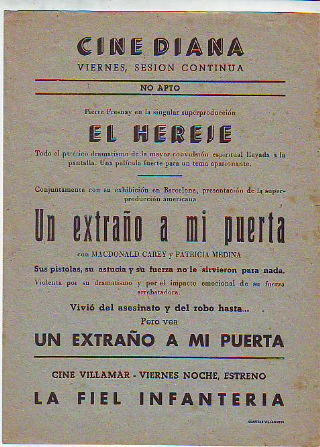 CINE DIANA
VIERNES, SESION CONTINUA
NO APTO
Pierre Fresnay en la singular superproducción
EL HEREJE
Todo el patético dramatismo de la mayor convulsión espiritual llevada a la
pantalla. Una película fuerte para un tema apasionante.
Conjuntamente con su exhibición en Barcelona, presentación de la super-
producción americana
Un extraño a mi puerta
con MACDONALD CAREY y PATRICIA MEDINA
Sus pistolas, su astucia y su fuerza no le sirvieron para nada.
Violenta por su dramatismo y por el impacto emocional de su fuerza
arrebatadora.
Vivió del asesinato y del robo hasta...
Pero vea
UN EXTRAÑO A MI PUERTA
CINE VILLAMAR - VIERNES NOCHE, ESTRENO
LA FIEL INFANTERIA